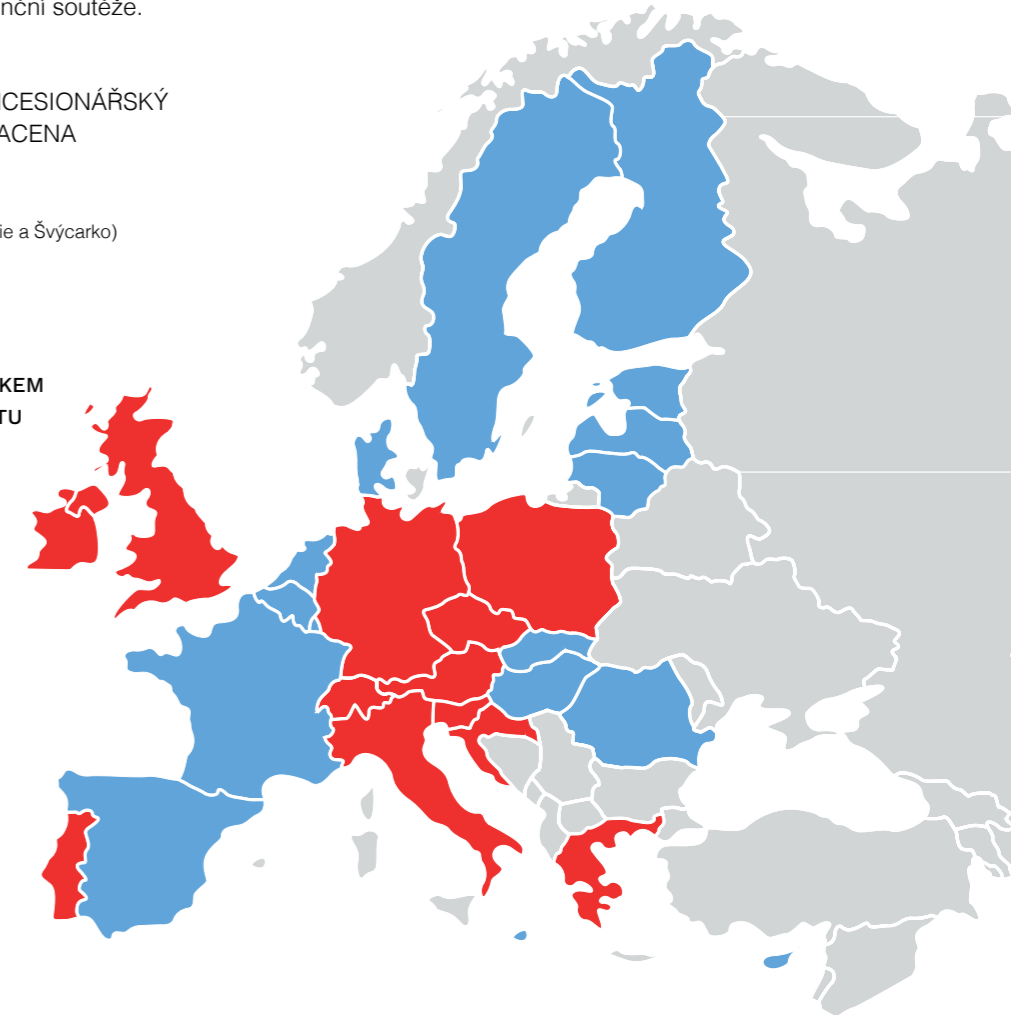 nční soutěže.
CESIONÁŘSKÝ
ACENA
ie a Švýcarko)
KEM
TU